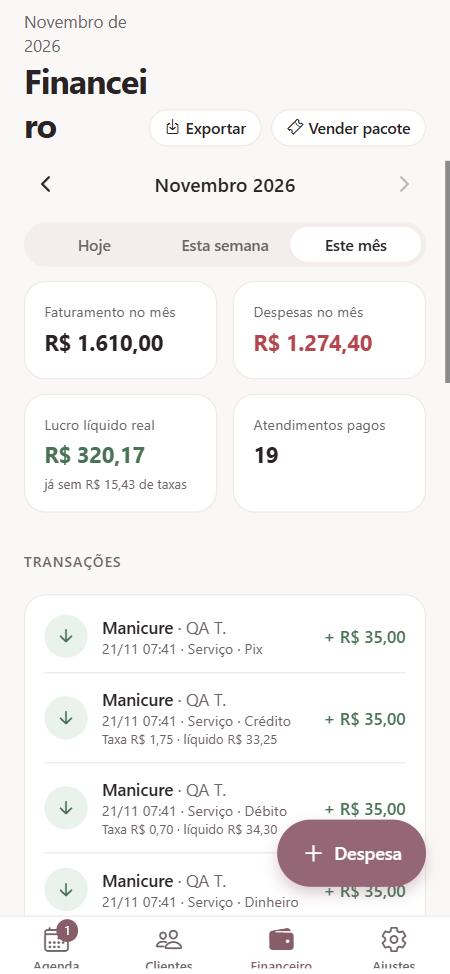 Novembro de
2026
Financei
ro
Exportar
Vender pacote
Novembro 2026
Hoje
Esta semana
Este mês
Faturamento no mês
R$ 1.610,00
Despesas no mês
R$ 1.274,40
Lucro líquido real
R$ 320,17
já sem R$ 15,43 de taxas
Atendimentos pagos
19
TRANSAÇÕES
Manicure · QA T.
21/11 07:41 · Serviço · Pix
+ R$ 35,00
Manicure · QA T.
21/11 07:41 · Serviço · Crédito
Taxa R$ 1,75 · líquido R$ 33,25
+ R$ 35,00
Manicure · QA T.
21/11 07:41 · Serviço · Débito
Taxa R$ 0,70 · líquido R$ 34,30
+ R$ 35,00
Despesa
Manicure · QA T.
21/11 07:41 · Serviço · Dinheiro
+ R$ 35,00
1
Agenda
Clientes
Financeiro
Ajustes